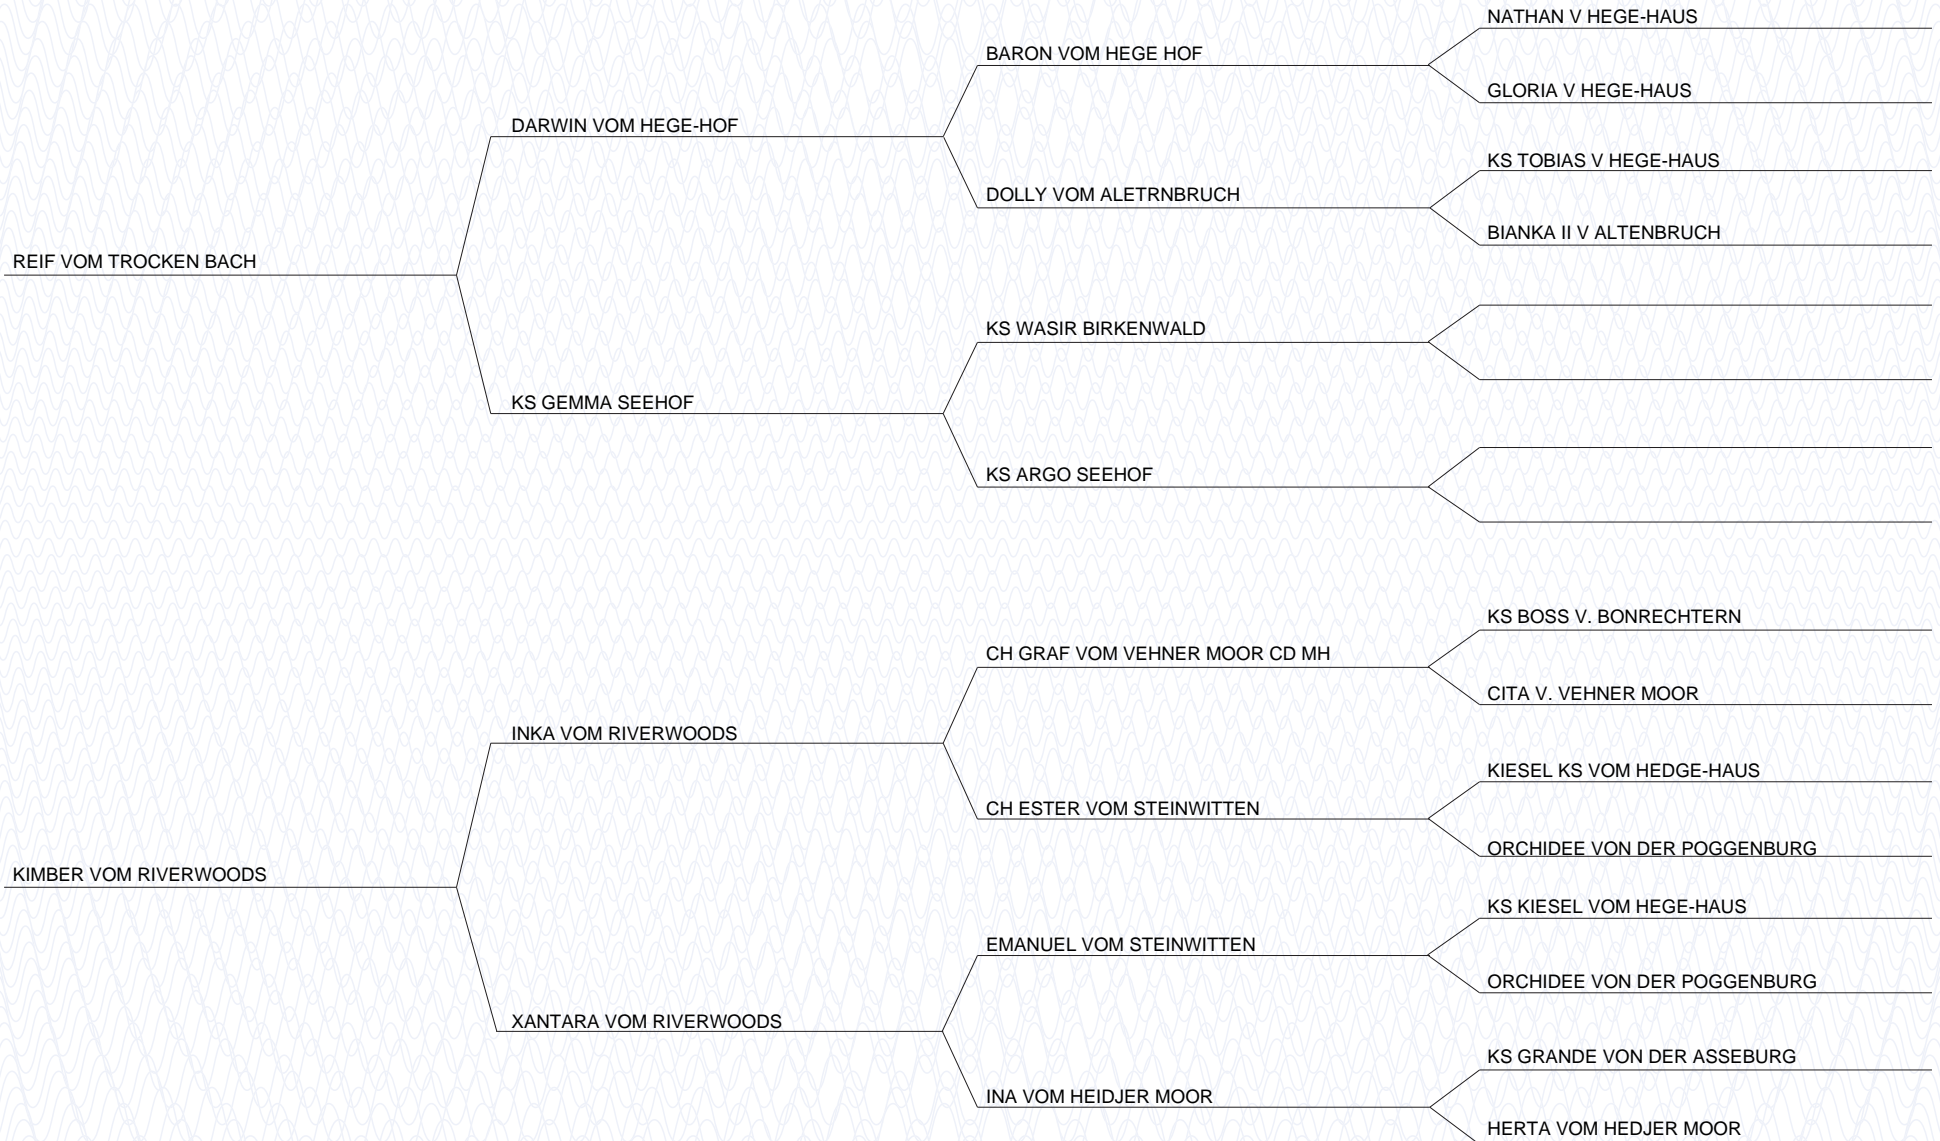 NATHAN V HEGE-HAUS
BARON VOM HEGE HOF
GLORIA V HEGE-HAUS
DARWIN VOM HEGE-HOF
KS TOBIAS V HEGE-HAUS
DOLLY VOM ALETRNBRUCH
BIANKA II V ALTENBRUCH
REIF VOM TROCKEN BACH
KS WASIR BIRKENWALD
KS GEMMA SEEHOF
KS ARGO SEEHOF
KS BOSS V. BONRECHTERN
CH GRAF VOM VEHNER MOOR CD MH
CITA V. VEHNER MOOR
INKA VOM RIVERWOODS
KIESEL KS VOM HEDGE-HAUS
CH ESTER VOM STEINWITTEN
ORCHIDEE VON DER POGGENBURG
KIMBER VOM RIVERWOODS
KS KIESEL VOM HEGE-HAUS
EMANUEL VOM STEINWITTEN
ORCHIDEE VON DER POGGENBURG
XANTARA VOM RIVERWOODS
KS GRANDE VON DER ASSEBURG
INA VOM HEIDJER MOOR
HERTA VOM HEDJER MOOR